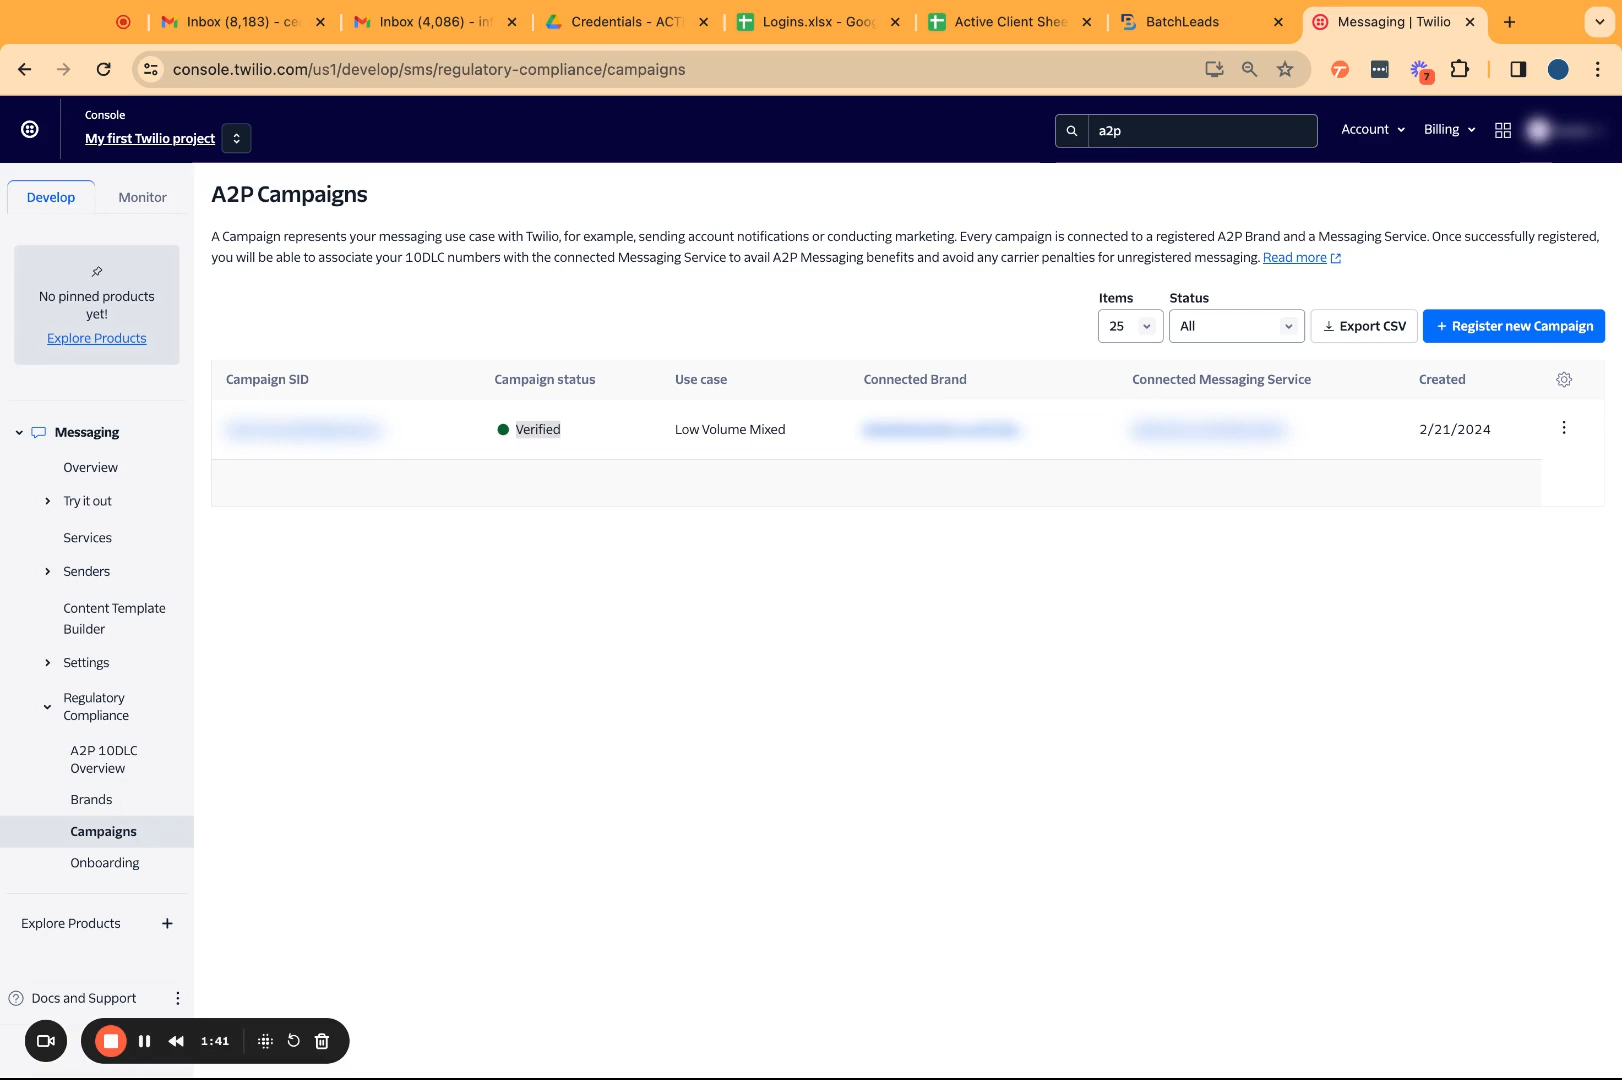 Inbox (8,183) - ce
Inbox (4,086) - in
Credentials - ACT
Logins.xlsx - Goog
Active Client Shee
BatchLeads
Messaging | Twilio
console.twilio.com/us1/develop/sms/regulatory-compliance/campaigns
7
Console
My first Twilio project
a2p
Account
Billing
Develop
Monitor
No pinned products
yet!
Explore Products
Messaging
Overview
Try it out
Services
Senders
Content Template
Builder
Settings
Regulatory
Compliance
A2P 10DLC
Overview
Brands
Campaigns
Onboarding
Explore Products
Docs and Support
A2P Campaigns
A Campaign represents your messaging use case with Twilio, for example, sending account notifications or conducting marketing. Every campaign is connected to a registered A2P Brand and a Messaging Service. Once successfully registered,
you will be able to associate your 10DLC numbers with the connected Messaging Service to avail A2P Messaging benefits and avoid any carrier penalties for unregistered messaging. Read more
Items
Status
25
All
Export CSV
+ Register new Campaign
Campaign SID
Campaign status
Use case
Connected Brand
Connected Messaging Service
Created
Verified
Low Volume Mixed
2/21/2024
1:41